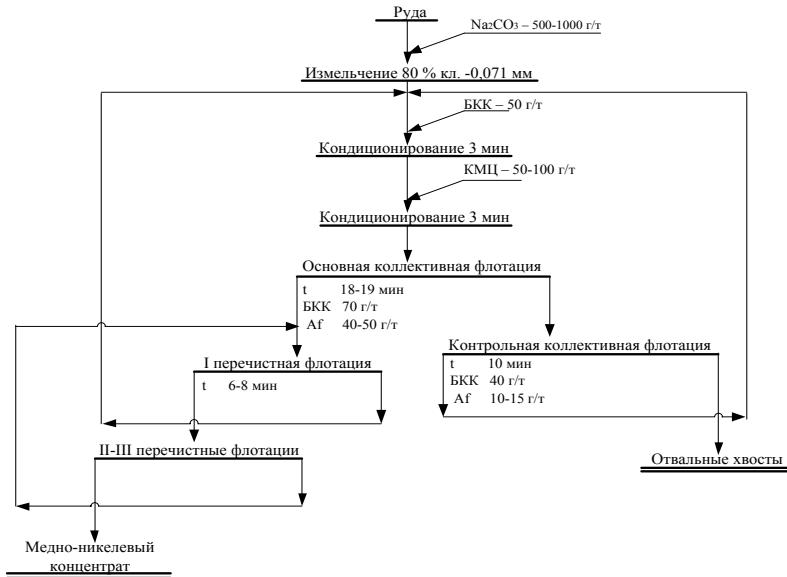 Руда
Na₂CO₃ – 500-1000 г/т
Измельчение 80 % кл. -0,071 мм
БКК – 50 г/т
Кондиционирование 3 мин
КМЦ – 50-100 г/т
Кондиционирование 3 мин
Основная коллективная флотация
t 18-19 мин
БКК 70 г/т
Af 40-50 г/т
Контрольная коллективная флотация
t 10 мин
БКК 40 г/т
Af 10-15 г/т
I перечистная флотация
t 6-8 мин
II-III перечистные флотации
Отвальные хвосты
Медно-никелевый
концентрат